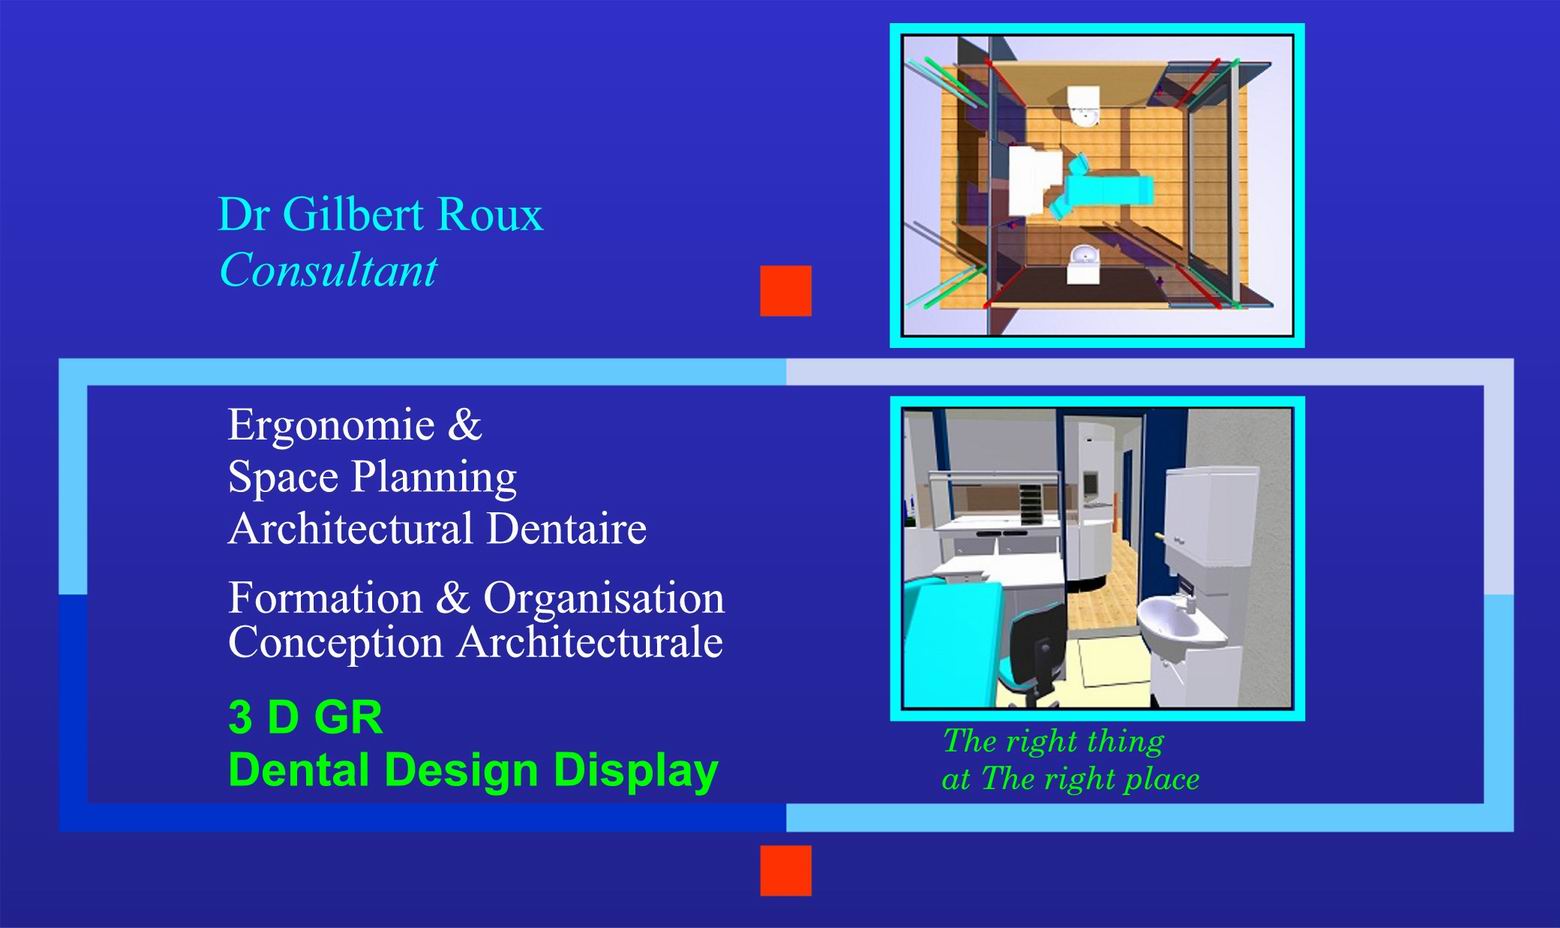 Dr Gilbert Roux
Consultant
Ergonomie &
Space Planning
Architectural Dentaire
Formation & Organisation
Conception Architecturale
3 D GR
Dental Design Display
The right thing
at The right place